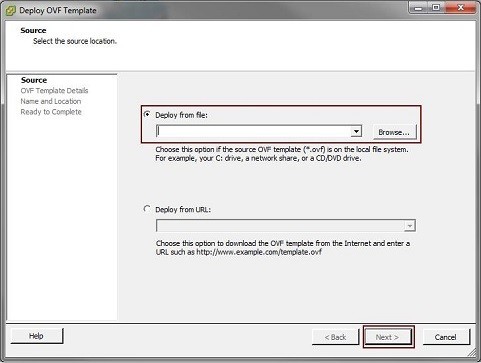 Deploy OVF Template
Source
Select the source location.
Source
OVF Template Details
Name and Location
Ready to Complete
Deploy from file:
Browse...
Choose this option if the source OVF template (*.ovf) is on the local file system.
For example, your C: drive, a network share, or a CD/DVD drive.
Deploy from URL:
Choose this option to download the OVF template from the Internet and enter a
URL such as http://www.example.com/template.ovf
Help
< Back
Next >
Cancel